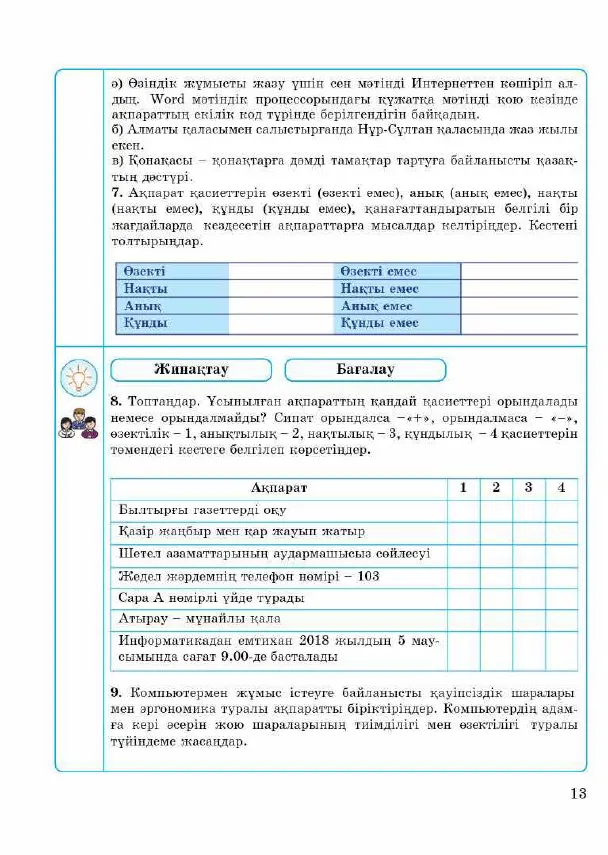 ә) Өзіндік жұмысты жазу үшін сен мәтінді Интернеттен көшіріп ал-
дың. Word мәтіндік процессорындағы құжатқа мәтінді қою кезінде
ақпараттың екілік код түрінде берілгендігін байқадың.
б) Алматы қаласымен салыстырғанда Нұр-Сұлтан қаласында жаз жылы
екен.
в) Қонақасы – қонақтарға дәмді тамақтар тартуға байланысты қазақ-
тың дәстүрі.
7. Ақпарат қасиеттерін өзекті (өзекті емес), анық (анық емес), нақты
(нақты емес), құнды (құнды емес), қанағаттандыратын белгілі бір
жағдайларда кездесетін ақпараттарға мысалдар келтіріңдер. Кестені
толтырыңдар.
Өзекті Өзекті емес
Нақты Нақты емес
Анық Анық емес
Құнды Құнды емес
Жинақтау Бағалау
8. Топтаңдар. Ұсынылған ақпараттың қандай қасиеттері орындалады
немесе орындалмайды? Сипат орындалса –«+», орындалмаса – «–»,
өзектілік – 1, анықтылық – 2, нақтылық – 3, құндылық – 4 қасиеттерін
төмендегі кестеге белгілеп көрсетіңдер.
Ақпарат 1 2 3 4
Былтырғы газеттерді оқу
Қазір жаңбыр мен қар жауып жатыр
Шетел азаматтарының аудармашысыз сөйлесуі
Жедел жәрдемнің телефон нөмірі – 103
Сара А нөмірлі үйде тұрады
Атырау – мұнайлы қала
Информатикадан емтихан 2018 жылдың 5 мау-
сымында сағат 9.00-де басталады
9. Компьютермен жұмыс істеуге байланысты қауіпсіздік шаралары
мен эргономика туралы ақпаратты біріктіріңдер. Компьютердің адам-
ға кері әсерін жою шараларының тиімділігі мен өзектілігі туралы
түйіндеме жасаңдар.
13